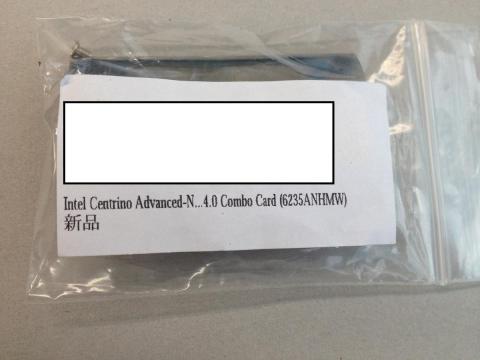 Intel Centrino Advanced-N...4.0 Combo Card (6235ANHMW)
新品